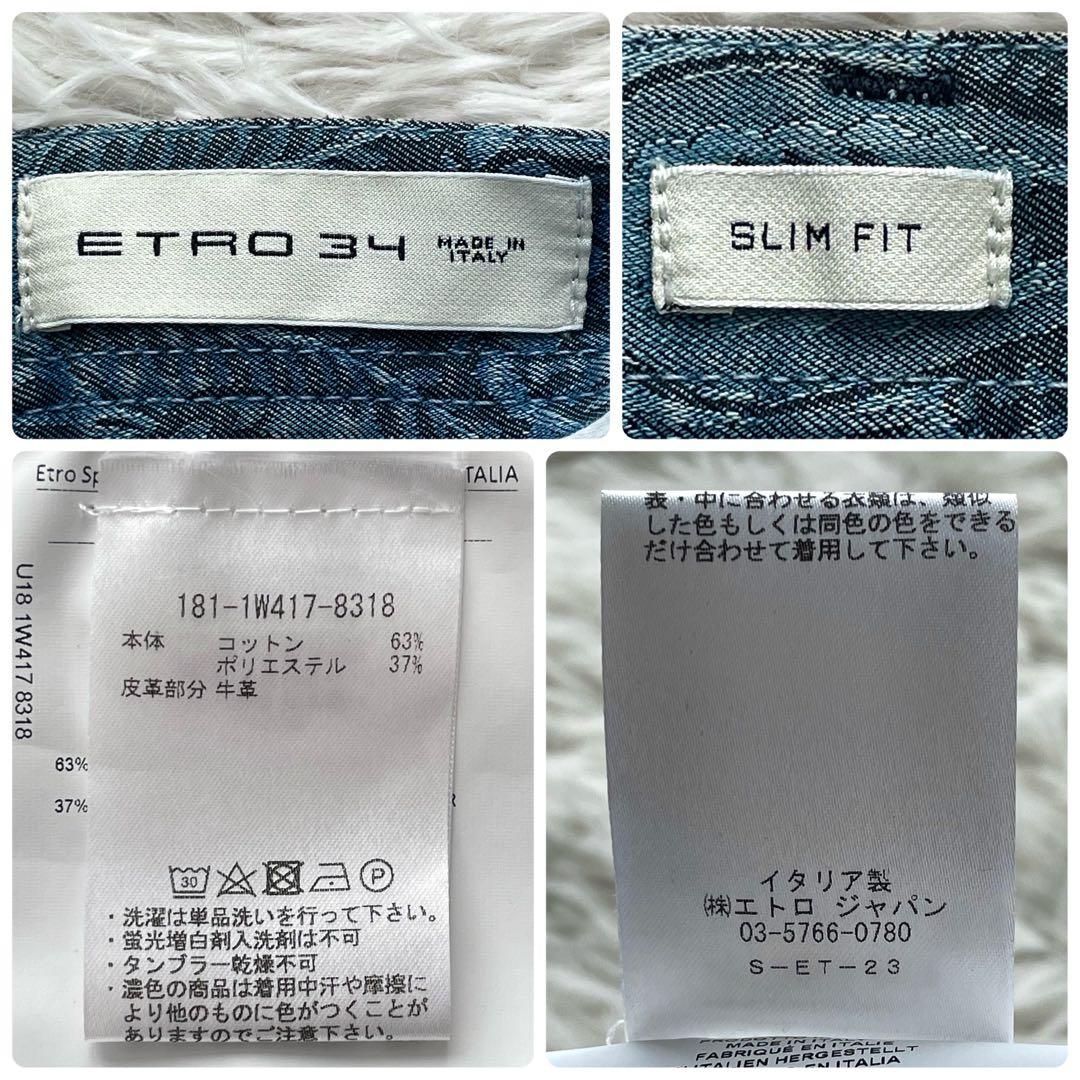 ETRO 34 MADE IN
ITALY
SLIM FIT
Etro
ITALIA
U18 1W417 8318
63%
37%
181-1W417-8318
本体 コットン 63%
ポリエステル 37%
皮革部分 牛革
30 P
・洗濯は単品洗いを行って下さい。
・蛍光増白剤入洗剤は不可
・タンブラー乾燥不可
・濃色の商品は着用中汗や摩擦に
より他のものに色がつくことが
ありますのでご注意下さい。
表・中に合わせる衣類は、類似
した色もしくは同色の色をできる
だけ合わせて着用して下さい。
イタリア製
㈱エトロ ジャパン
03-5766-0780
S-ET-23
MADE IN ITALIE
FABRIQUÉ EN ITALIE
ITALIEN HERGESTELLT